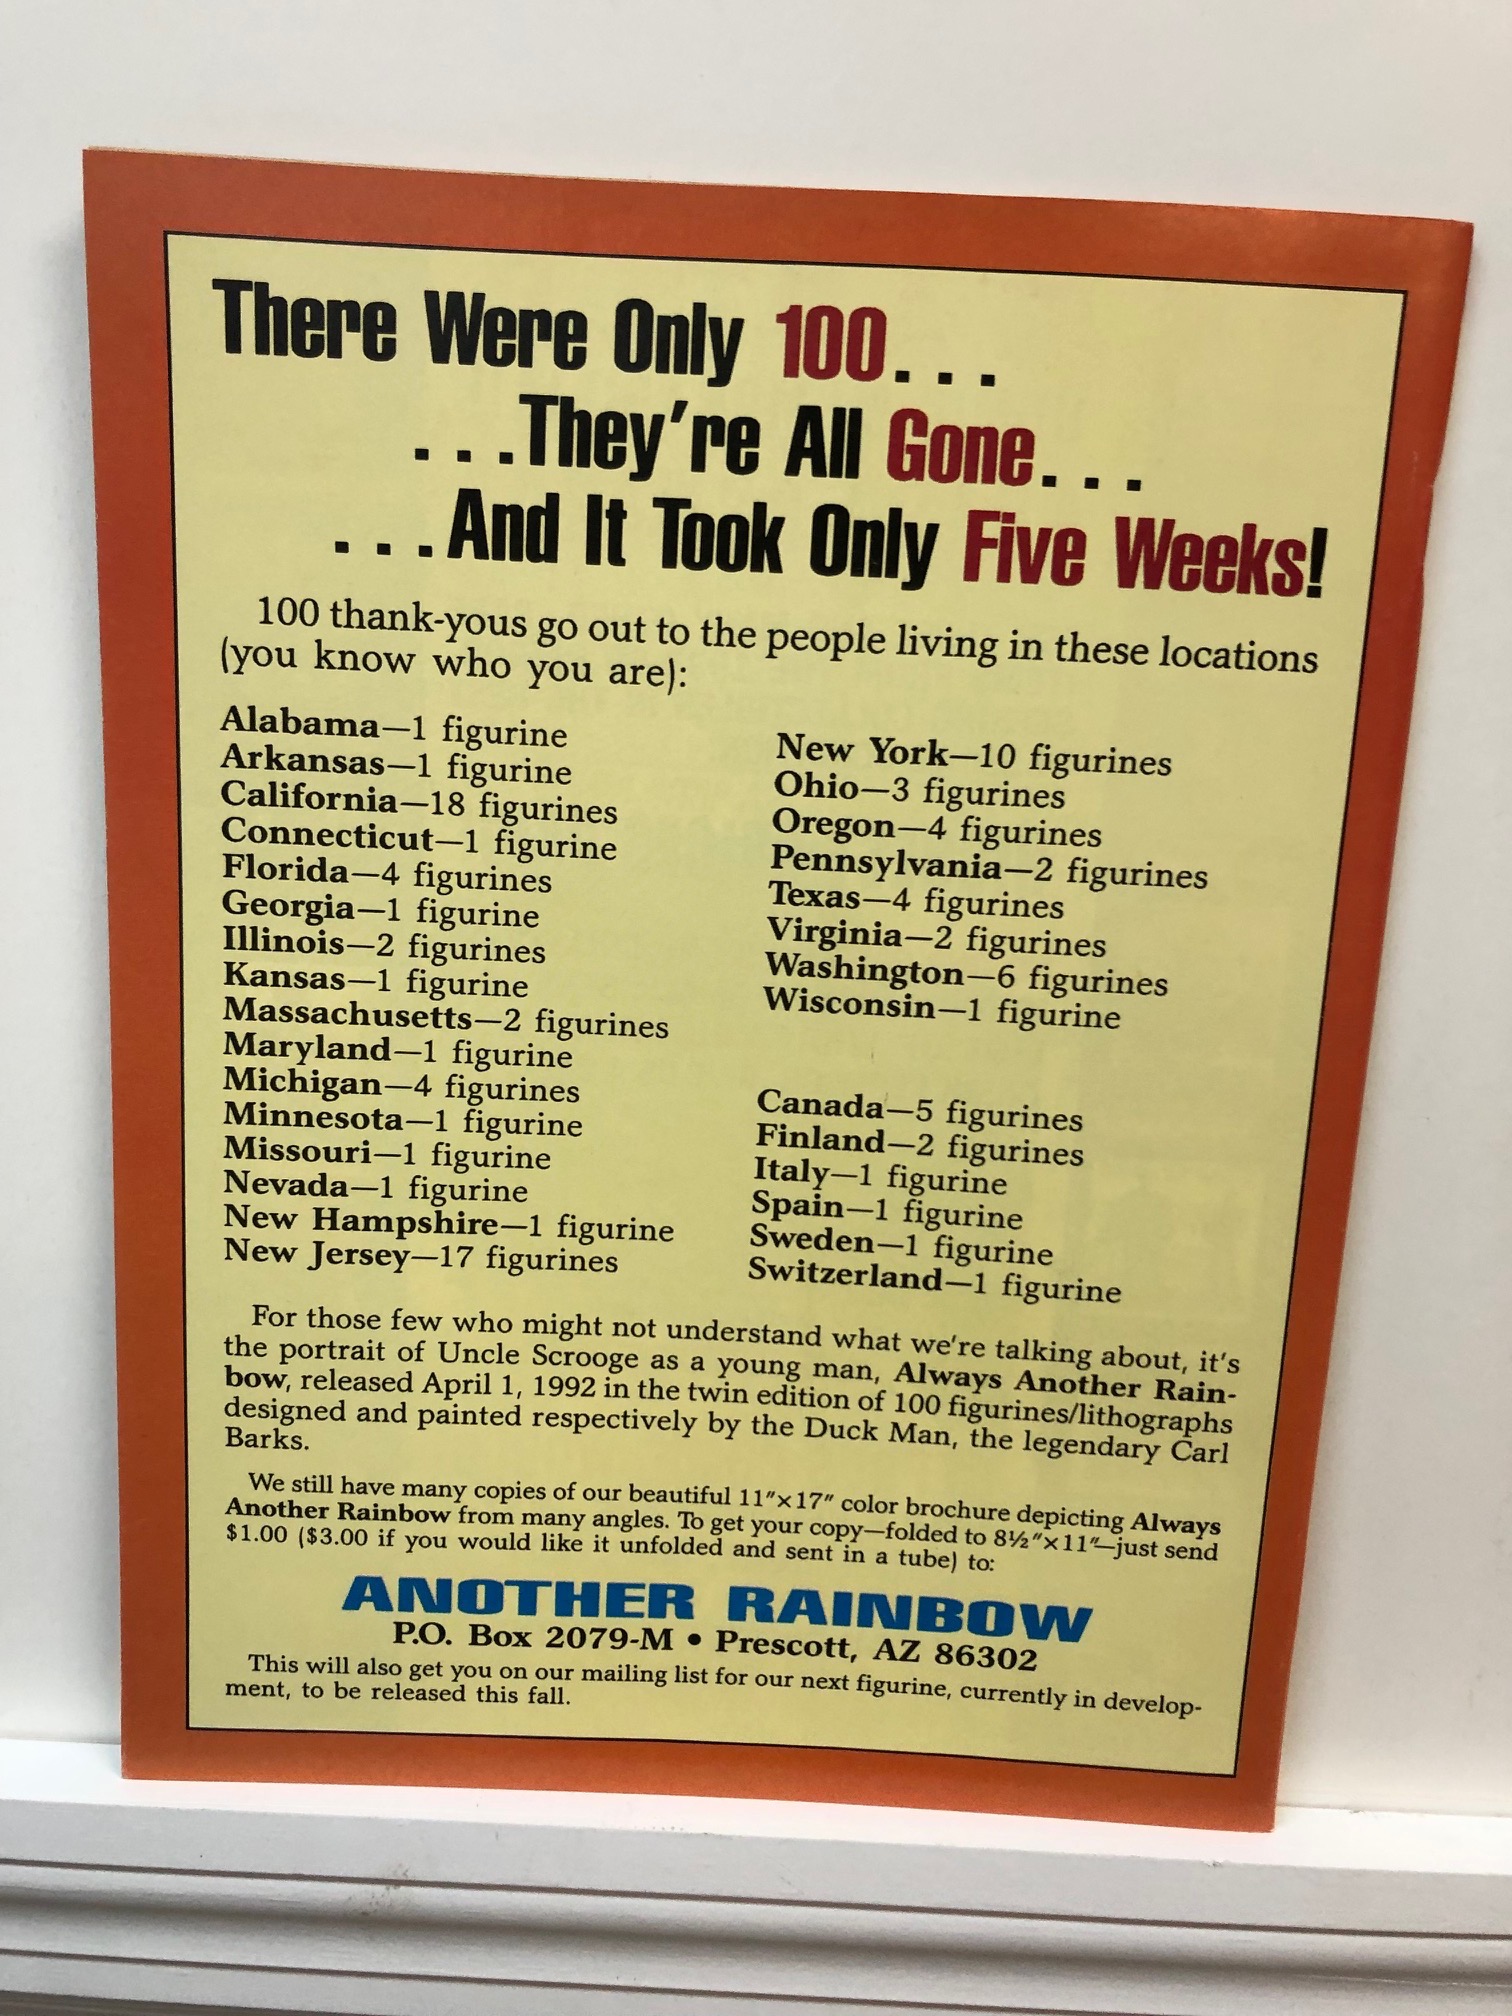 There Were Only 100. . .
. . .They're All Gone. . .
. . .And It Took Only Five Weeks!
100 thank-yous go out to the people living in these locations
(you know who you are):
Alabama—1 figurine
Arkansas—1 figurine
California—18 figurines
Connecticut—1 figurine
Florida—4 figurines
Georgia—1 figurine
Illinois—2 figurines
Kansas—1 figurine
Massachusetts—2 figurines
Maryland—1 figurine
Michigan—4 figurines
Minnesota—1 figurine
Missouri—1 figurine
Nevada—1 figurine
New Hampshire—1 figurine
New Jersey—17 figurines
New York—10 figurines
Ohio—3 figurines
Oregon—4 figurines
Pennsylvania—2 figurines
Texas—4 figurines
Virginia—2 figurines
Washington—6 figurines
Wisconsin—1 figurine
Canada—5 figurines
Finland—2 figurines
Italy—1 figurine
Spain—1 figurine
Sweden—1 figurine
Switzerland—1 figurine
For those few who might not understand what we're talking about, it's
the portrait of Uncle Scrooge as a young man, Always Another Rain-
bow, released April 1, 1992 in the twin edition of 100 figurines/lithographs
designed and painted respectively by the Duck Man, the legendary Carl
Barks.
We still have many copies of our beautiful 11"×17" color brochure depicting Always
Another Rainbow from many angles. To get your copy—folded to 8½"×11"—just send
$1.00 ($3.00 if you would like it unfolded and sent in a tube) to:
ANOTHER RAINBOW
P.O. Box 2079-M • Prescott, AZ 86302
This will also get you on our mailing list for our next figurine, currently in develop-
ment, to be released this fall.